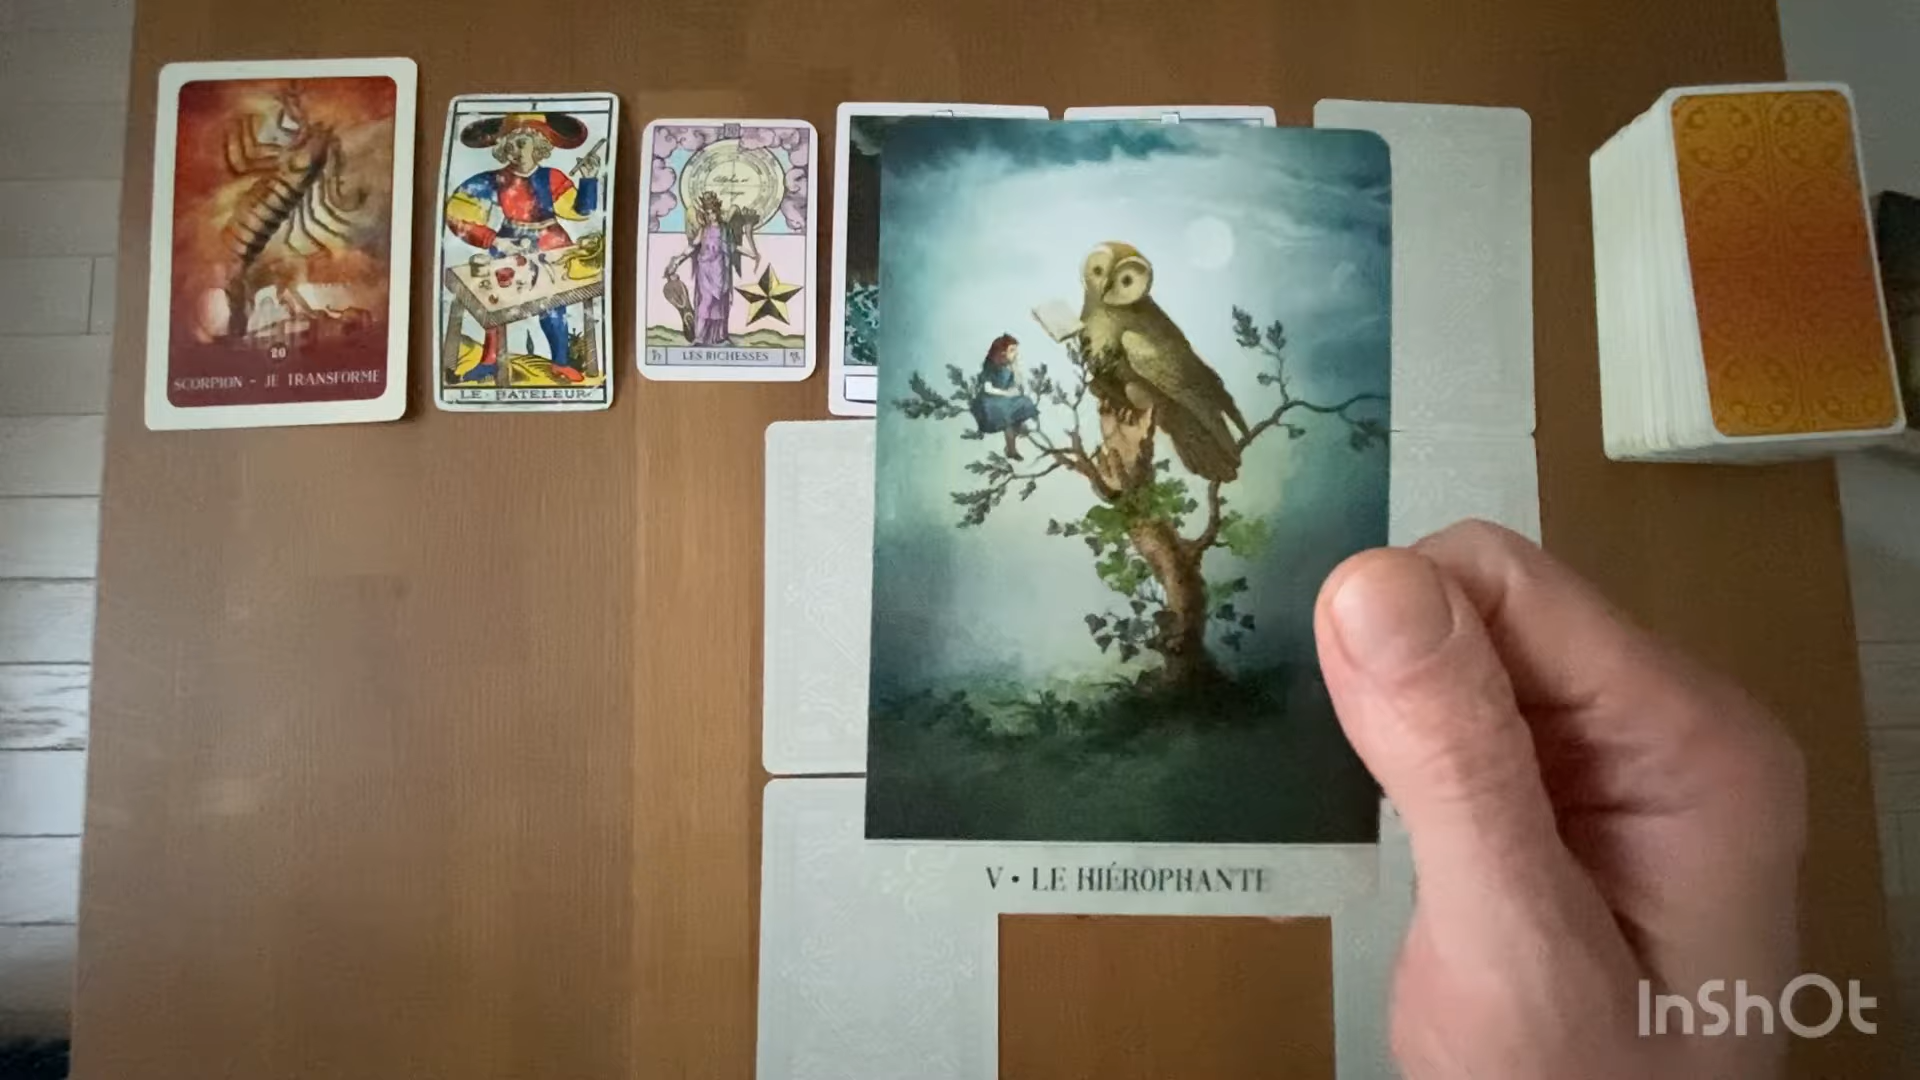 20
SCORPION - JE TRANSFORME
I
LE·BATELEUR
LES RICHESSES
V • LE HIÉROPHANTE
InShOt